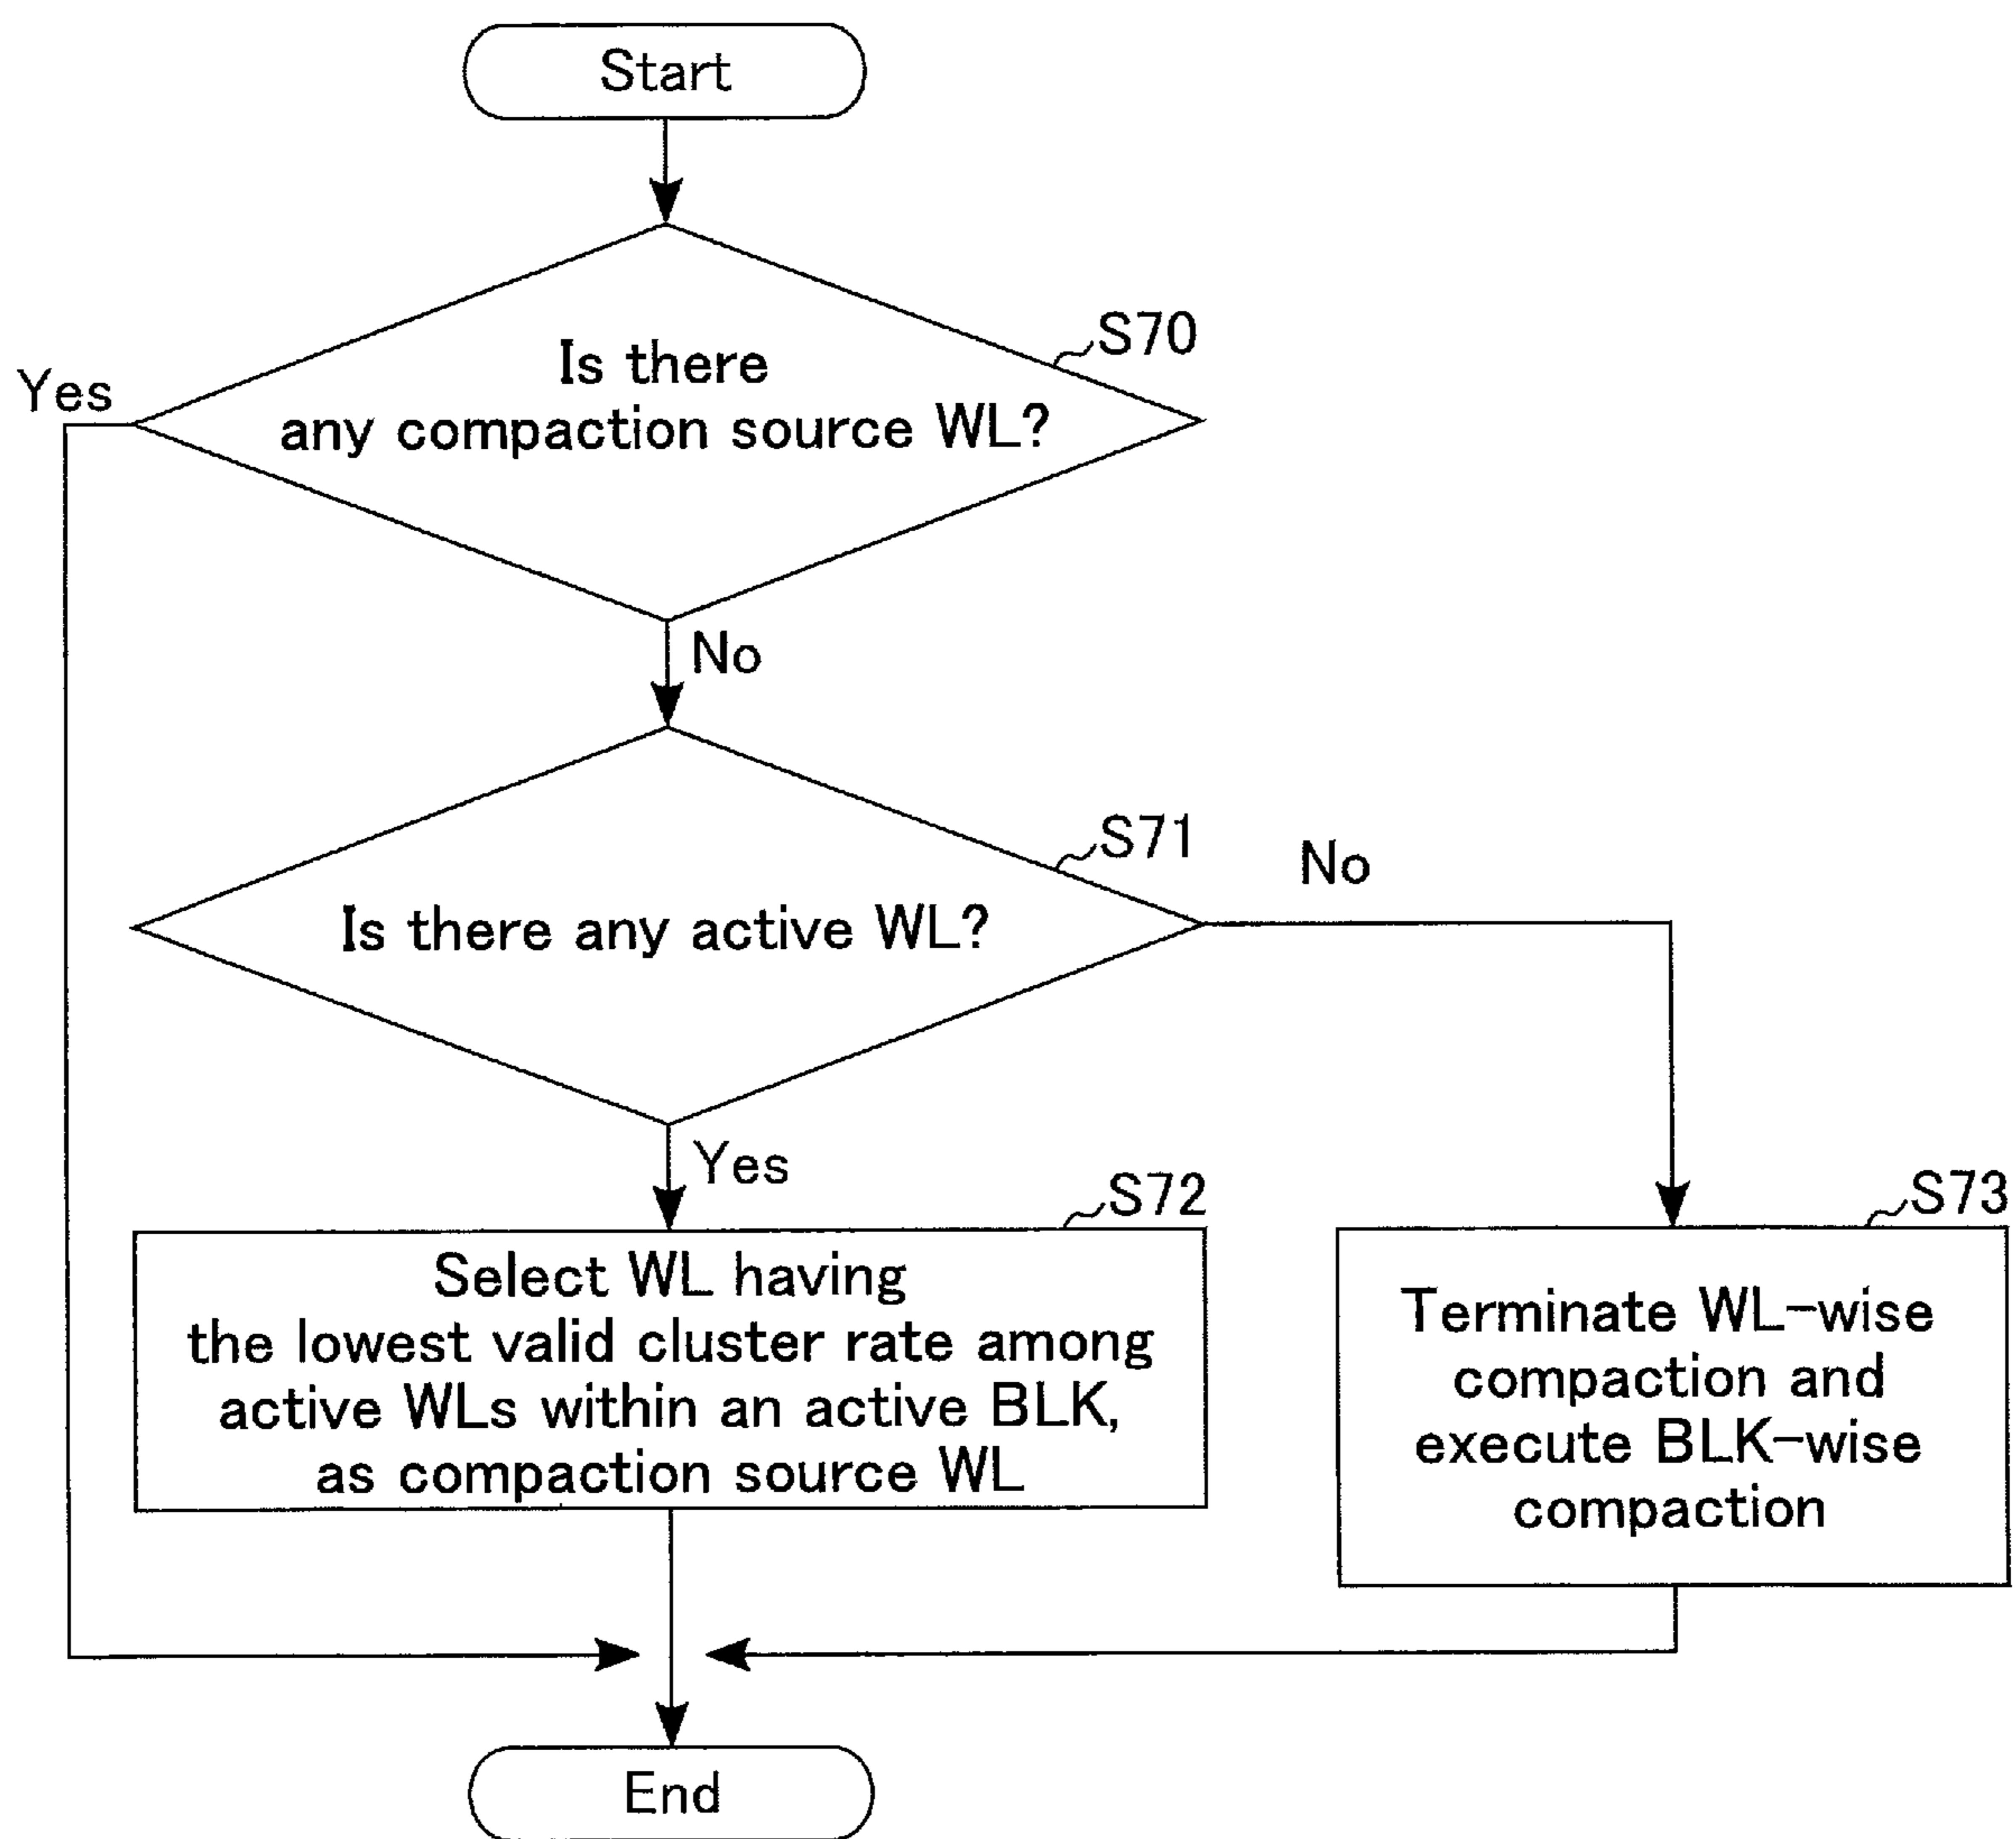 Start
S70
Is there
any compaction source WL?
Yes
No
S71
Is there any active WL?
No
Yes
S72
Select WL having
the lowest valid cluster rate among
active WLs within an active BLK,
as compaction source WL
S73
Terminate WL-wise
compaction and
execute BLK-wise
compaction
End